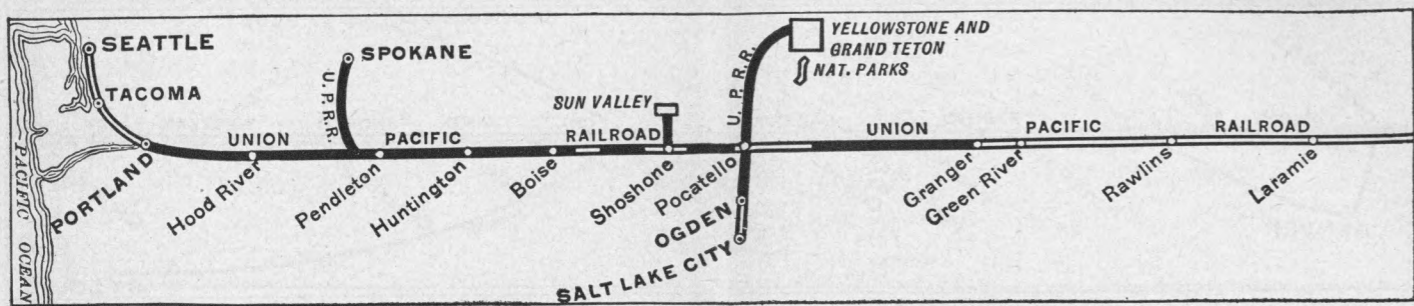 SEATTLE
TACOMA
PORTLAND
PACIFIC OCEAN
SPOKANE
U. P. R.R.
UNION PACIFIC RAILROAD
Hood River
Pendleton
Huntington
Boise
SUN VALLEY
Shoshone
Pocatello
U. P. R. R.
YELLOWSTONE AND
GRAND TETON
NAT. PARKS
OGDEN
SALT LAKE CITY
UNION PACIFIC RAILROAD
Granger
Green River
Rawlins
Laramie